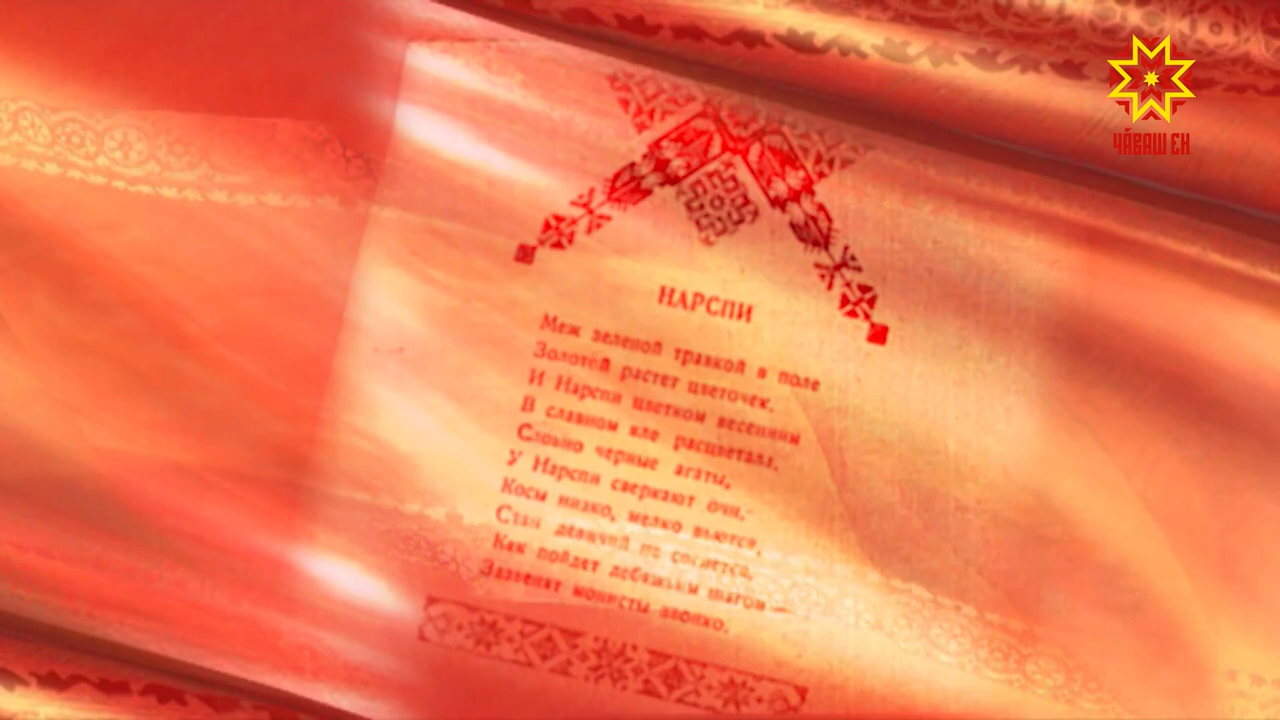 ЧӐВАШ ЕН
НАРСПИ
Меж зеленой травкой в поле
Золотой растет цветочек,
И Нарспи цветком весенним
В славном яле расцветала.
Словно черные агаты,
У Нарспи сверкают очи.
Косы низко, мелко вьются,
Стан девичий не согнется,
Как пойдет лебяжьим шагом —
Зазвенят монисты звонко.